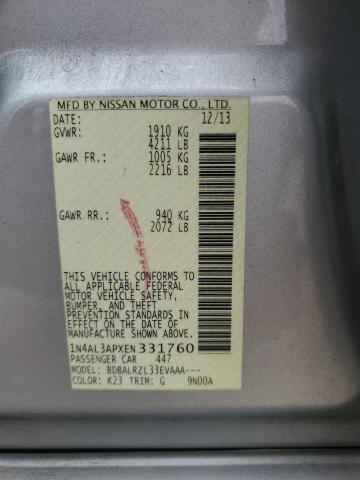 MFD BY NISSAN MOTOR CO., LTD.
DATE: 12/13
GVWR: 1910 KG
4211 LB
GAWR FR.: 1005 KG
2216 LB
GAWR RR.: 940 KG
2072 LB
THIS VEHICLE CONFORMS TO
ALL APPLICABLE FEDERAL
MOTOR VEHICLE SAFETY,
BUMPER, AND THEFT
PREVENTION STANDARDS IN
EFFECT ON THE DATE OF
MANUFACTURE SHOWN ABOVE.
1N4AL3APXEN 331760
PASSENGER CAR 447
MODEL: BDBALRZL33EVAAA---
COLOR: K23 TRIM: G 9N00A